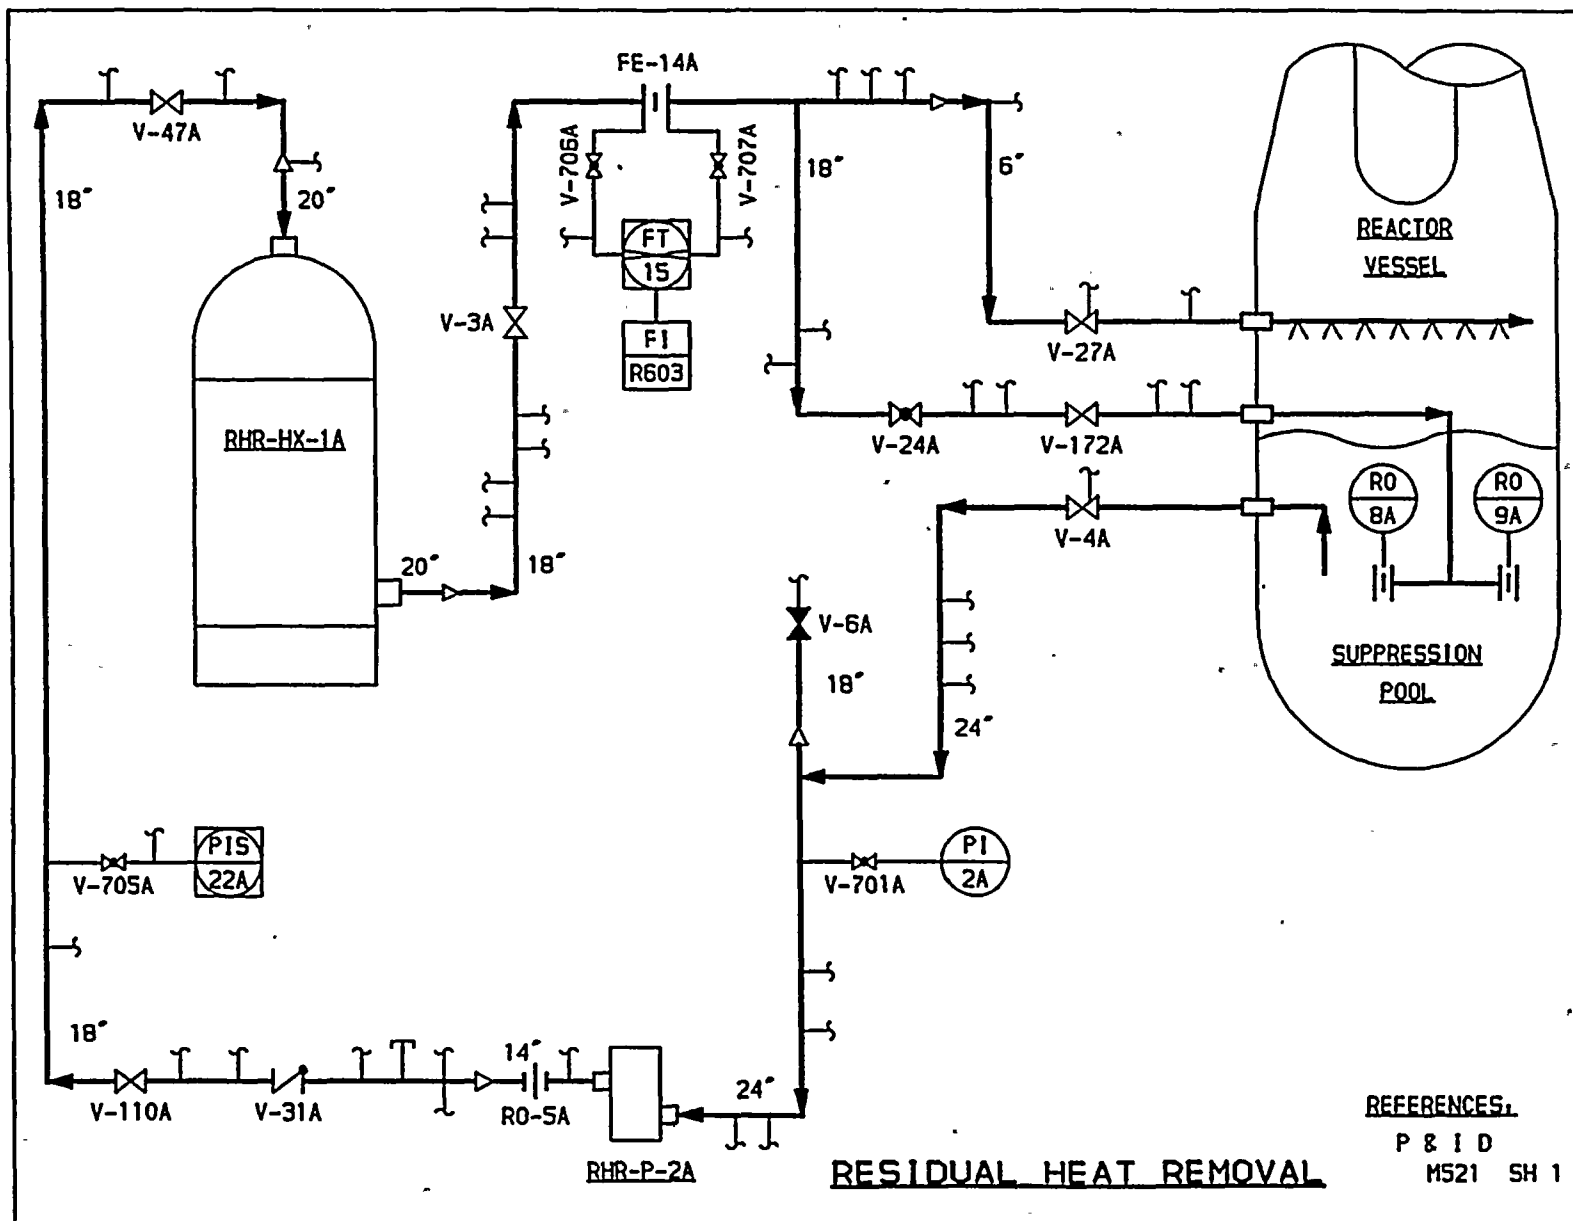 FE-14A
V-47A
V-706A
V-707A
18"
20"
18"
6"
FT
15
REACTOR
VESSEL
V-3A
FI
R603
V-27A
RHR-HX-1A
V-24A
V-172A
RO
8A
RO
9A
V-4A
20"
18"
V-6A
18"
SUPPRESSION
POOL
24"
PIS
22A
V-705A
PI
2A
V-701A
18"
14"
V-110A
V-31A
RO-5A
24"
RHR-P-2A
REFERENCES:
P & I D
M521 SH 1
RESIDUAL HEAT REMOVAL